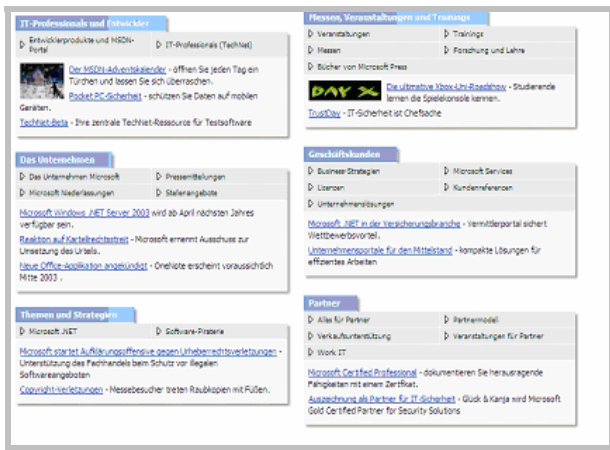 IT-Professionals und Entwickler
Entwicklerprodukte und MSDN-
Portal
IT-Professionals (TechNet)
Der MSDN-Adventskalender - öffnen Sie jeden Tag ein
Türchen und lassen Sie sich überraschen.
Pocket PC-Sicherheit - schützen Sie Daten auf mobilen
Geräten.
TechNet-Beta - Ihre zentrale TechNet-Ressource für Testsoftware
Das Unternehmen
Das Unternehmen Microsoft
Pressemitteilungen
Microsoft Niederlassungen
Stellenangebote
Microsoft Windows .NET Server 2003 wird ab April nächsten Jahres
verfügbar sein.
Reaktion auf Kartellrechtsstreit - Microsoft ernennt Ausschuss zur
Umsetzung des Urteils.
Neue Office-Applikation angekündigt - OneNote erscheint voraussichtlich
Mitte 2003 .
Themen und Strategien
Microsoft .NET
Software-Piraterie
Microsoft startet Aufklärungsoffensive gegen Urheberrechtsverletzungen -
Unterstützung des Fachhandels beim Schutz vor illegalen
Softwareangeboten
Copyright-Verletzungen - Messebesucher treten Raubkopien mit Füßen.
Messen, Veranstaltungen und Trainings
Veranstaltungen
Trainings
Messen
Forschung und Lehre
Bücher von Microsoft Press
DAY X
Die ultimative Xbox-Uni-Roadshow - Studierende
lernen die Spielekonsole kennen.
TrustDay - IT-Sicherheit ist Chefsache
Geschäftskunden
Business-Strategien
Microsoft Services
Lizenzen
Kundenreferenzen
Unternehmenslösungen
Microsoft .NET in der Versicherungsbranche - Vermittlerportal sichert
Wettbewerbsvorteil.
Unternehmensportale für den Mittelstand - kompakte Lösungen für
effizientes Arbeiten
Partner
Alles für Partner
Partnermodell
Verkaufsunterstützung
Veranstaltungen für Partner
Work IT
Microsoft Certified Professional - dokumentieren Sie herausragende
Fähigkeiten mit einem Zertifikat.
Auszeichnung als Partner für IT-Sicherheit - Glück & Kanja wird Microsoft
Gold Certified Partner for Security Solutions